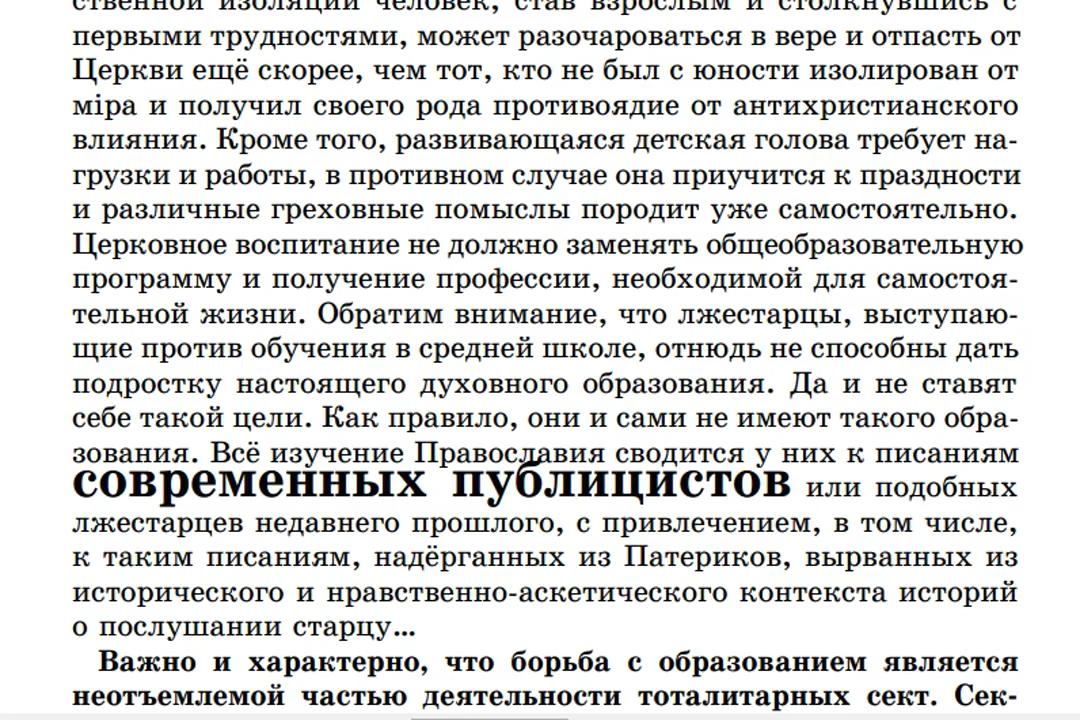 ственной изоляции человек, став взрослым и столкнувшись с
первыми трудностями, может разочароваться в вере и отпасть от
Церкви ещё скорее, чем тот, кто не был с юности изолирован от
міра и получил своего рода противоядие от антихристианского
влияния. Кроме того, развивающаяся детская голова требует на-
грузки и работы, в противном случае она приучится к праздности
и различные греховные помыслы породит уже самостоятельно.
Церковное воспитание не должно заменять общеобразовательную
программу и получение профессии, необходимой для самостоя-
тельной жизни. Обратим внимание, что лжестарцы, выступаю-
щие против обучения в средней школе, отнюдь не способны дать
подростку настоящего духовного образования. Да и не ставят
себе такой цели. Как правило, они и сами не имеют такого обра-
зования. Всё изучение Православия сводится у них к писаниям
современных публицистов или подобных
лжестарцев недавнего прошлого, с привлечением, в том числе,
к таким писаниям, надёрганных из Патериков, вырванных из
исторического и нравственно-аскетического контекста историй
о послушании старцу...
Важно и характерно, что борьба с образованием является
неотъемлемой частью деятельности тоталитарных сект. Сек-